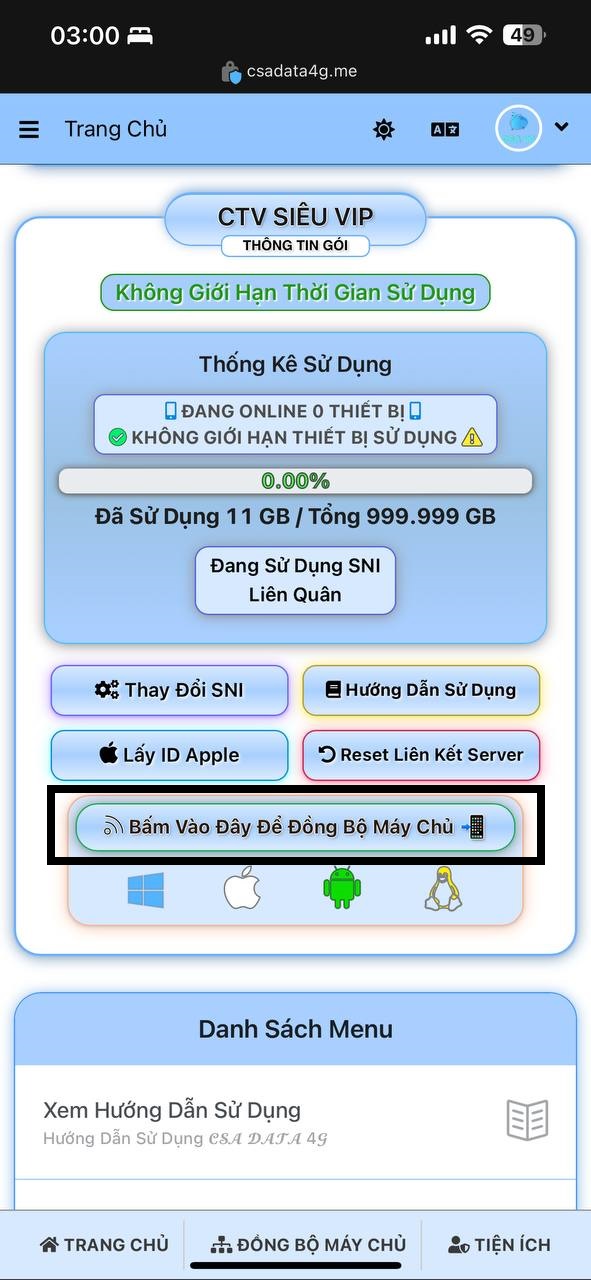 03:00
49
csadata4g.me
Trang Chủ
CTV SIÊU VIP
THÔNG TIN GÓI
Không Giới Hạn Thời Gian Sử Dụng
Thống Kê Sử Dụng
ĐANG ONLINE 0 THIẾT BỊ
KHÔNG GIỚI HẠN THIẾT BỊ SỬ DỤNG
0.00%
Đã Sử Dụng 11 GB / Tổng 999.999 GB
Đang Sử Dụng SNI
Liên Quân
Thay Đổi SNI
Hướng Dẫn Sử Dụng
Lấy ID Apple
Reset Liên Kết Server
Bấm Vào Đây Để Đồng Bộ Máy Chủ
Danh Sách Menu
Xem Hướng Dẫn Sử Dụng
Hướng Dẫn Sử Dụng 𝓒𝓢𝓐 𝓓𝓐𝓣𝓐 4𝓖
TRANG CHỦ
ĐỒNG BỘ MÁY CHỦ
TIỆN ÍCH